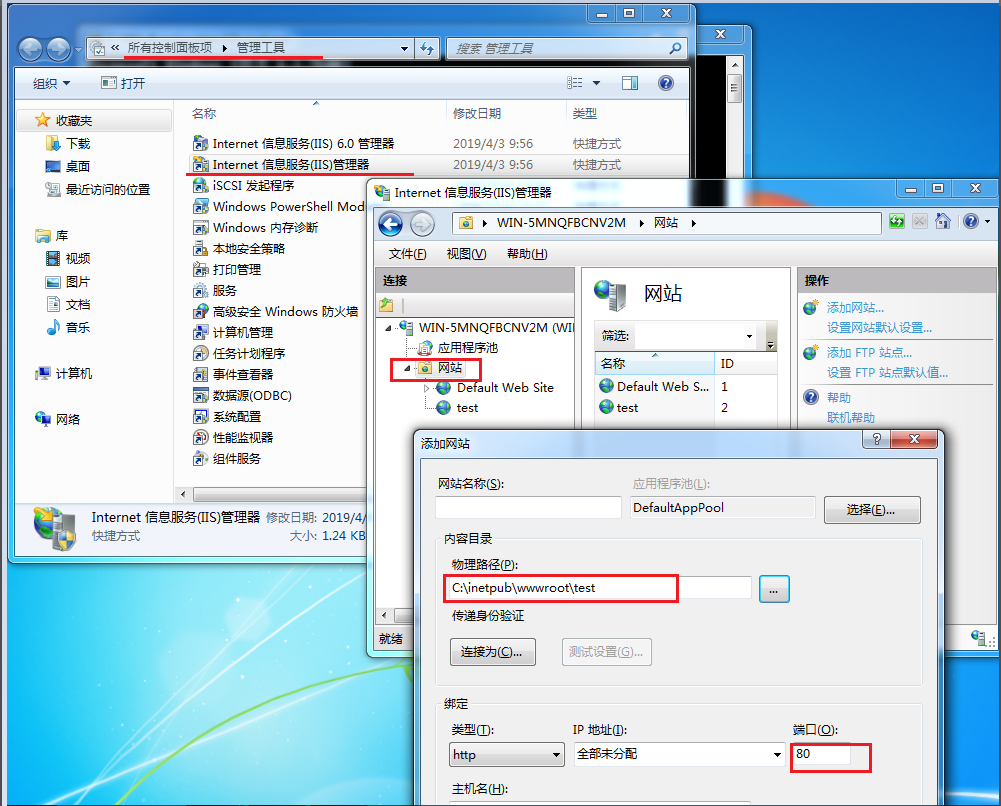 « 所有控制面板项 ▸ 管理工具
搜索 管理工具
组织 打开
名称 修改日期 类型
收藏夹
下载
桌面
最近访问的位置
库
视频
图片
文档
音乐
计算机
网络
Internet 信息服务(IIS) 6.0 管理器 2019/4/3 9:56 快捷方式
Internet 信息服务(IIS)管理器 2019/4/3 9:56 快捷方式
iSCSI 发起程序
Windows PowerShell Mod
Windows 内存诊断
本地安全策略
打印管理
服务
高级安全 Windows 防火墙
计算机管理
任务计划程序
事件查看器
数据源(ODBC)
系统配置
性能监视器
组件服务
Internet 信息服务(IIS)管理器 修改日期: 2019/4/
快捷方式 大小: 1.24 KB
Internet 信息服务(IIS)管理器
WIN-5MNQFBCNV2M ▸ 网站 ▸
文件(F) 视图(V) 帮助(H)
连接
WIN-5MNQFBCNV2M (WI
应用程序池
网站
Default Web Site
test
就绪
网站
筛选:
名称 ID
Default Web S... 1
test 2
操作
添加网站...
设置网站默认设置...
添加 FTP 站点...
设置 FTP 站点默认值...
帮助
联机帮助
添加网站
网站名称(S): 应用程序池(L):
DefaultAppPool 选择(E)...
内容目录
物理路径(P):
C:\inetpub\wwwroot\test ...
传递身份验证
连接为(C)... 测试设置(G)...
绑定
类型(T): IP 地址(I): 端口(O):
http 全部未分配 80
主机名(H):